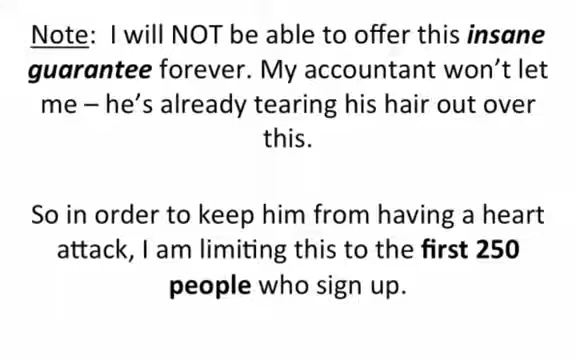 Note:  I will NOT be able to offer this insane
guarantee forever. My accountant won’t let
me – he’s already tearing his hair out over
this.
So in order to keep him from having a heart
attack, I am limiting this to the first 250
people who sign up.